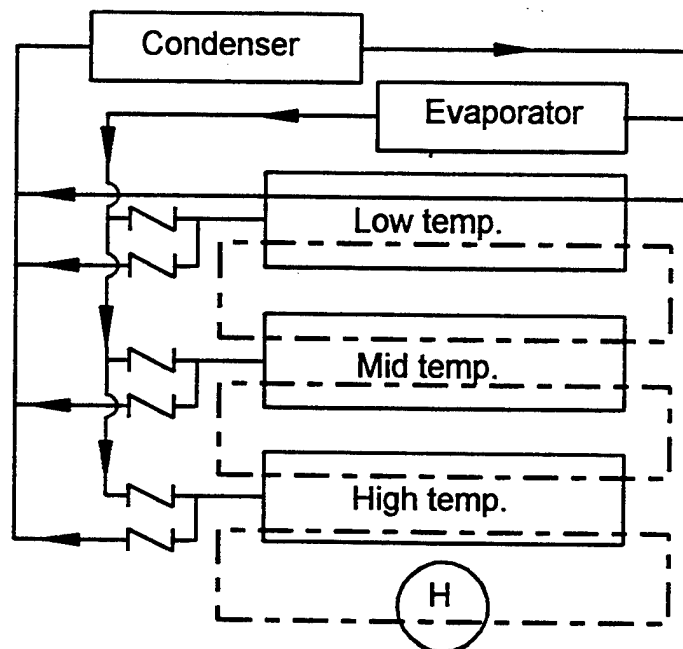 Condenser
Evaporator
Low temp.
Mid temp.
High temp.
H